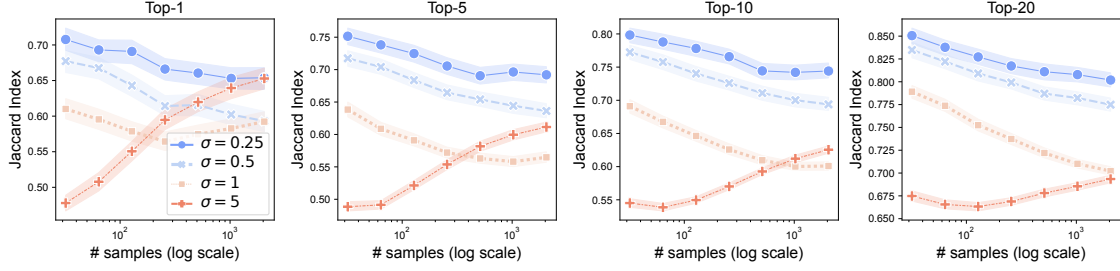 Top-1
Top-5
Top-10
Top-20
Jaccard Index
0.70
0.65
0.60
0.55
0.50
σ = 0.25
σ = 0.5
σ = 1
σ = 5
10²
10³
# samples (log scale)
Jaccard Index
0.75
0.70
0.65
0.60
0.55
0.50
10²
10³
# samples (log scale)
Jaccard Index
0.80
0.75
0.70
0.65
0.60
0.55
10²
10³
# samples (log scale)
Jaccard Index
0.850
0.825
0.800
0.775
0.750
0.725
0.700
0.675
0.650
10²
10³
# samples (log scale)